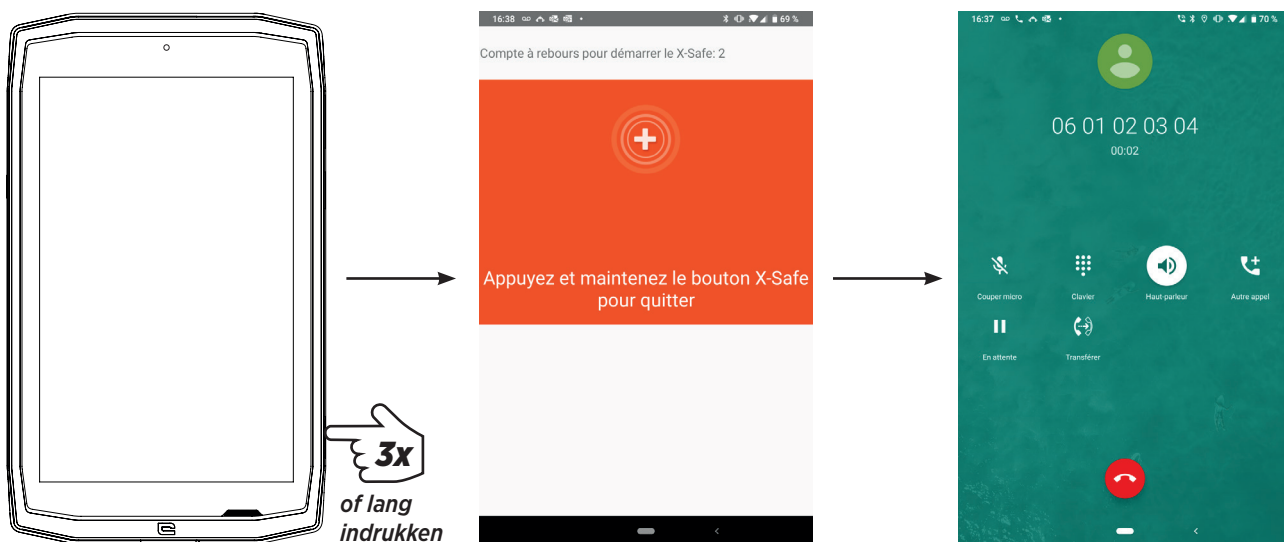 3x
of lang
indrukken
16:38
69 %
Compte à rebours pour démarrer le X-Safe: 2
Appuyez et maintenez le bouton X-Safe
pour quitter
16:37
70 %
06 01 02 03 04
00:02
Couper micro
Clavier
Haut-parleur
Autre appel
En attente
Transférer